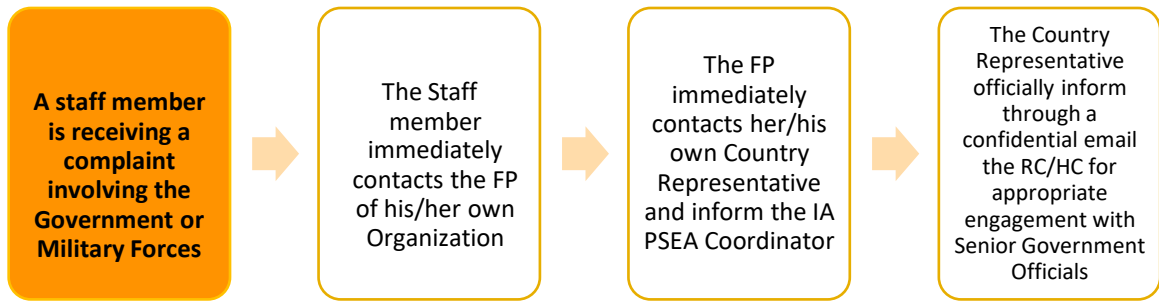 A staff member
is receiving a
complaint
involving the
Government or
Military Forces
The Staff
member
immediately
contacts the FP
of his/her own
Organization
The FP
immediately
contacts her/his
own Country
Representative
and inform the IA
PSEA Coordinator
The Country
Representative
officially inform
through a
confidential email
the RC/HC for
appropriate
engagement with
Senior Government
Officials